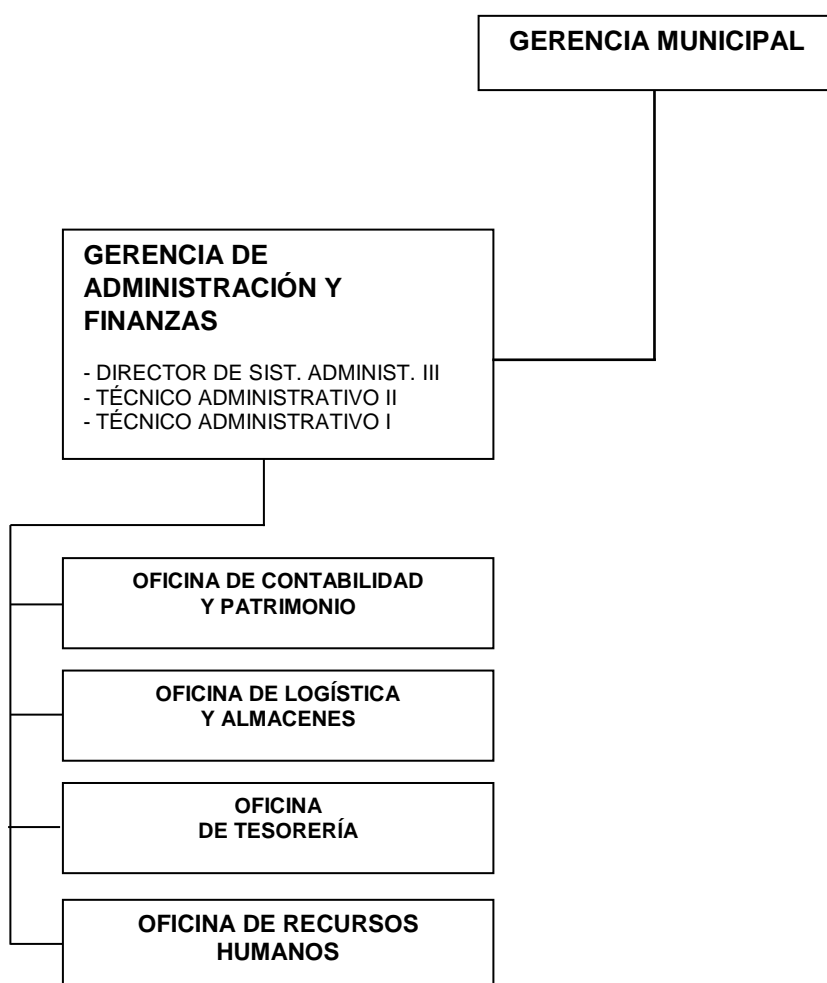 GERENCIA MUNICIPAL
GERENCIA DE
ADMINISTRACIÓN Y
FINANZAS
- DIRECTOR DE SIST. ADMINIST. III
- TÉCNICO ADMINISTRATIVO II
- TÉCNICO ADMINISTRATIVO I
OFICINA DE CONTABILIDAD
Y PATRIMONIO
OFICINA DE LOGÍSTICA
Y ALMACENES
OFICINA
DE TESORERÍA
OFICINA DE RECURSOS
HUMANOS